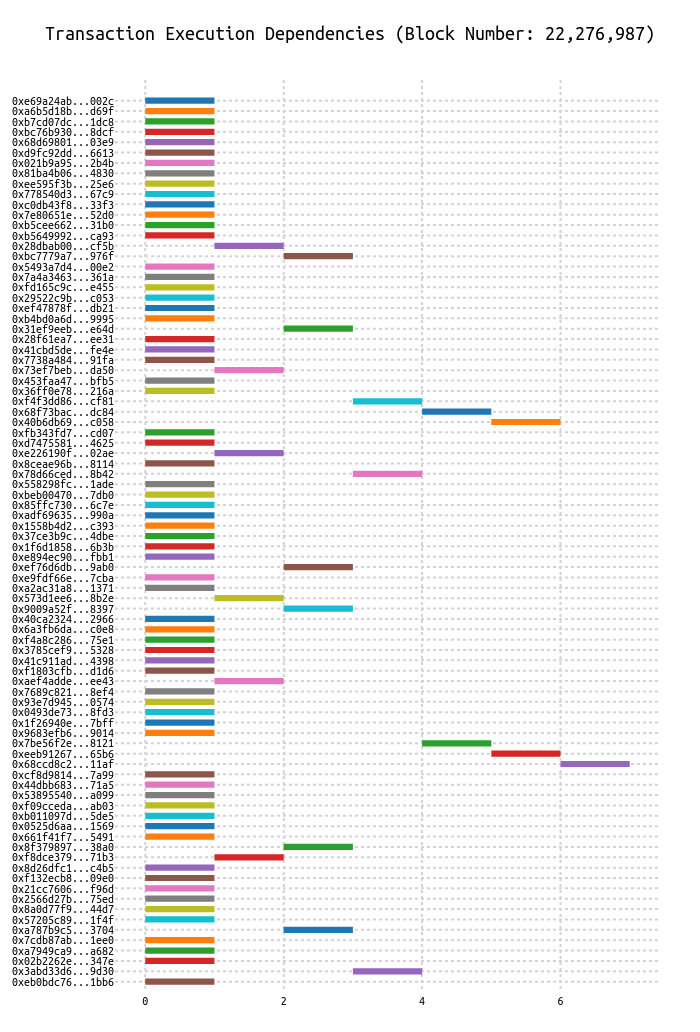 Transaction Execution Dependencies (Block Number: 22,276,987)
0xe69a24ab...002c
0xa6b5d18b...d69f
0xb7cd07dc...1dc8
0xbc76b930...8dcf
0x68d69801...03e9
0xd9fc92dd...6613
0x021b9a95...2b4b
0x81ba4b06...4830
0xee595f3b...25e6
0x778540d3...67c9
0xc0db43f8...33f3
0x7e80651e...52d0
0xb5cee662...31b0
0xb5649992...ca93
0x28dbab00...cf5b
0xbc7779a7...976f
0x5493a7d4...00e2
0x7a4a3463...361a
0xfd165c9c...e455
0x29522c9b...c053
0xef47878f...db21
0xb4bd0a6d...9995
0x31ef9eeb...e64d
0x28f61ea7...ee31
0x41cbd5de...fe4e
0x7738a484...91fa
0x73ef7beb...da50
0x453faa47...bfb5
0x36ff0e78...216a
0xf4f3dd86...cf81
0x68f73bac...dc84
0x40b6db69...c058
0xfb343fd7...cd07
0xd7475581...4625
0xe226190f...02ae
0x8ceae96b...8114
0x78d66ced...8b42
0x558298fc...1ade
0xbeb00470...7db0
0x85ffc730...6c7e
0xadf69635...990a
0x1558b4d2...c393
0x37ce3b9c...4dbe
0x1f6d1858...6b3b
0xe894ec90...fbb1
0xef76d6db...9ab0
0xe9fdf66e...7cba
0xa2ac31a8...1371
0x573d1ee6...8b2e
0x9009a52f...8397
0x40ca2324...2966
0x6a3fb6da...c0e8
0xf4a8c286...75e1
0x3785cef9...5328
0x41c911ad...4398
0xf1803cfb...d1d6
0xaef4adde...ee43
0x7689c821...8ef4
0x93e7d945...0574
0x0493de73...8fd3
0x1f26940e...7bff
0x9683efb6...9014
0x7be56f2e...8121
0xeeb91267...65b6
0x68ccd8c2...11af
0xcf8d9814...7a99
0x44dbb683...71a5
0x53895540...a099
0xf09cceda...ab03
0xb011097d...5de5
0x0525d6aa...1569
0x661f41f7...5491
0x8f379897...38a0
0xf8dce379...71b3
0x8d26dfc1...c4b5
0xf132ecb8...09e0
0x21cc7606...f96d
0x2566d27b...75ed
0x8a0d77f9...44d7
0x57205c89...1f4f
0xa787b9c5...3704
0x7cdb87ab...1ee0
0xa7949ca9...a682
0x02b2262e...347e
0x3abd33d6...9d30
0xeb0bdc76...1bb6
0 2 4 6